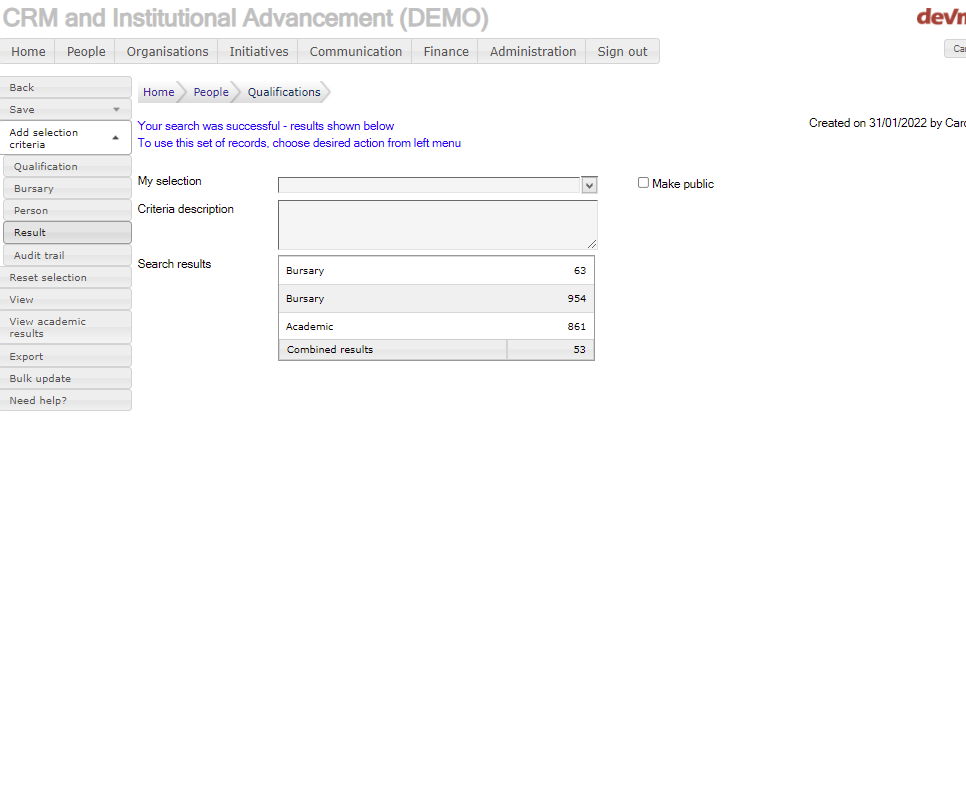 CRM and Institutional Advancement (DEMO)
Home People Organisations Initiatives Communication Finance Administration Sign out
Back
Save
Add selection
criteria
Qualification
Bursary
Person
Result
Audit trail
Reset selection
View
View academic
results
Export
Bulk update
Need help?
Home People Qualifications
Your search was successful - results shown below
To use this set of records, choose desired action from left menu
Created on 31/01/2022 by
My selection
Make public
Criteria description
Search results
Bursary 63
Bursary 954
Academic 861
Combined results 53